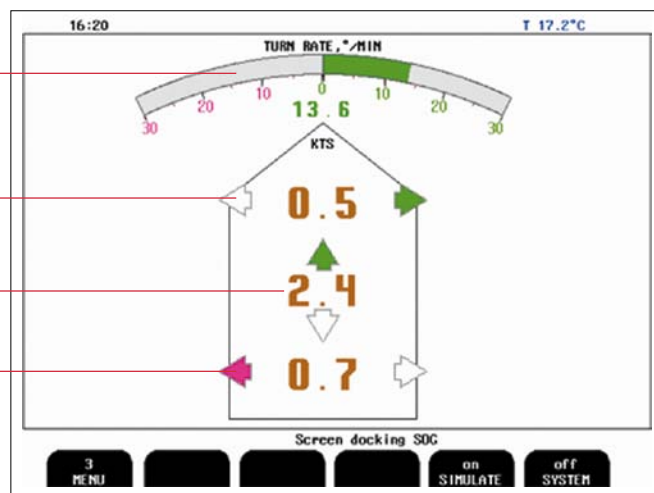 16:20 T 17.2°C
TURN RATE,°/MIN
30 20 10 0 10 20 30
13.6
KTS
0.5
2.4
0.7
Screen docking SOG
3 on off
MENU SIMULATE SYSTEM